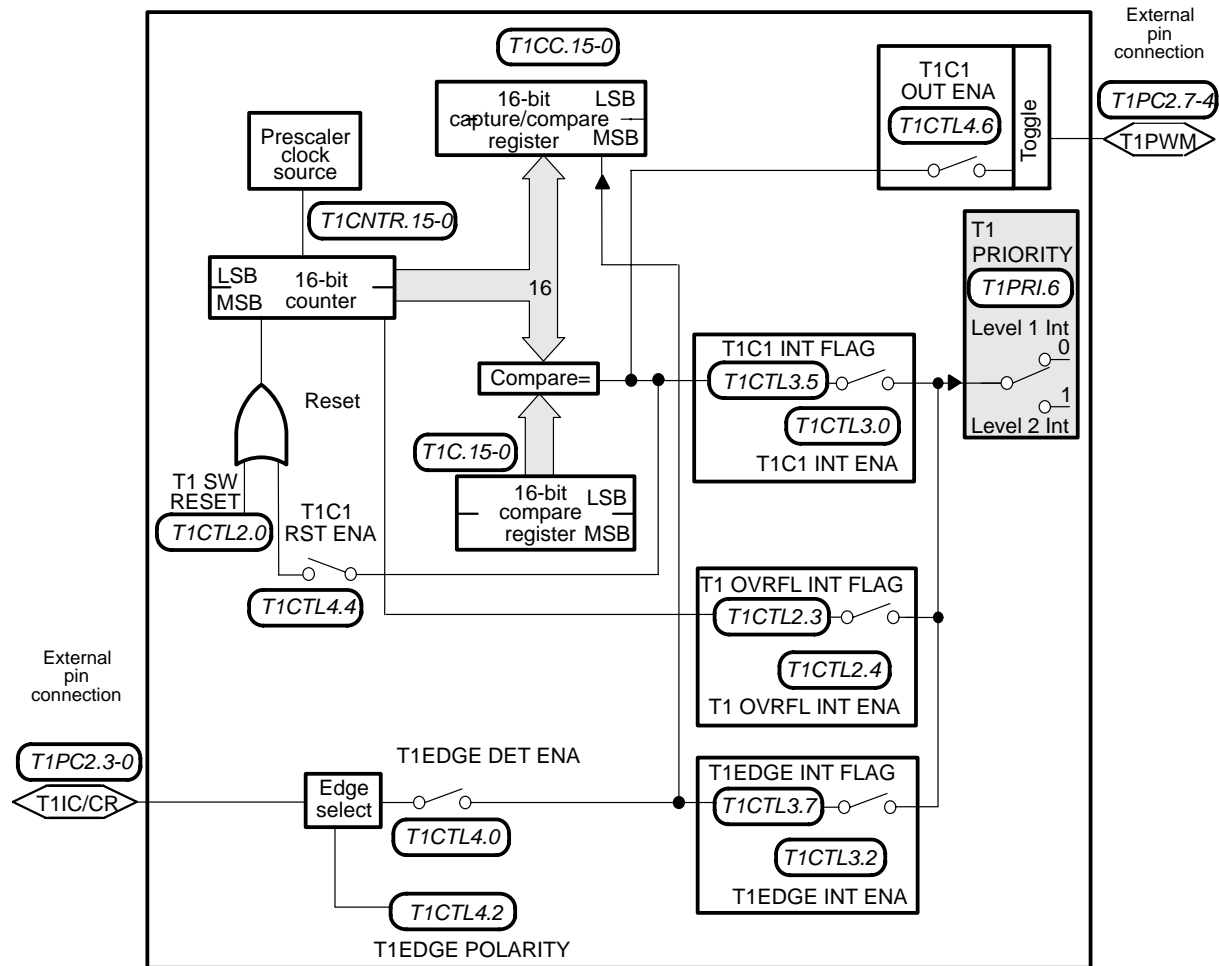 External
pin
connection
T1CC.15-0
T1C1
OUT ENA
T1PC2.7-4
16-bit
capture/compare
register
LSB
MSB
T1CTL4.6
Toggle
T1PWM
Prescaler
clock
source
T1CNTR.15-0
T1
PRIORITY
T1PRI.6
LSB
MSB
16-bit
counter
16
Level 1 Int
0
1
Level 2 Int
T1C1 INT FLAG
T1CTL3.5
T1CTL3.0
T1C1 INT ENA
Compare=
Reset
T1C.15-0
16-bit
compare
register
LSB
MSB
T1 SW
RESET
T1CTL2.0
T1C1
RST ENA
T1CTL4.4
T1 OVRFL INT FLAG
T1CTL2.3
T1CTL2.4
T1 OVRFL INT ENA
External
pin
connection
T1PC2.3-0
T1IC/CR
Edge
select
T1EDGE DET ENA
T1CTL4.0
T1EDGE INT FLAG
T1CTL3.7
T1CTL3.2
T1EDGE INT ENA
T1CTL4.2
T1EDGE POLARITY